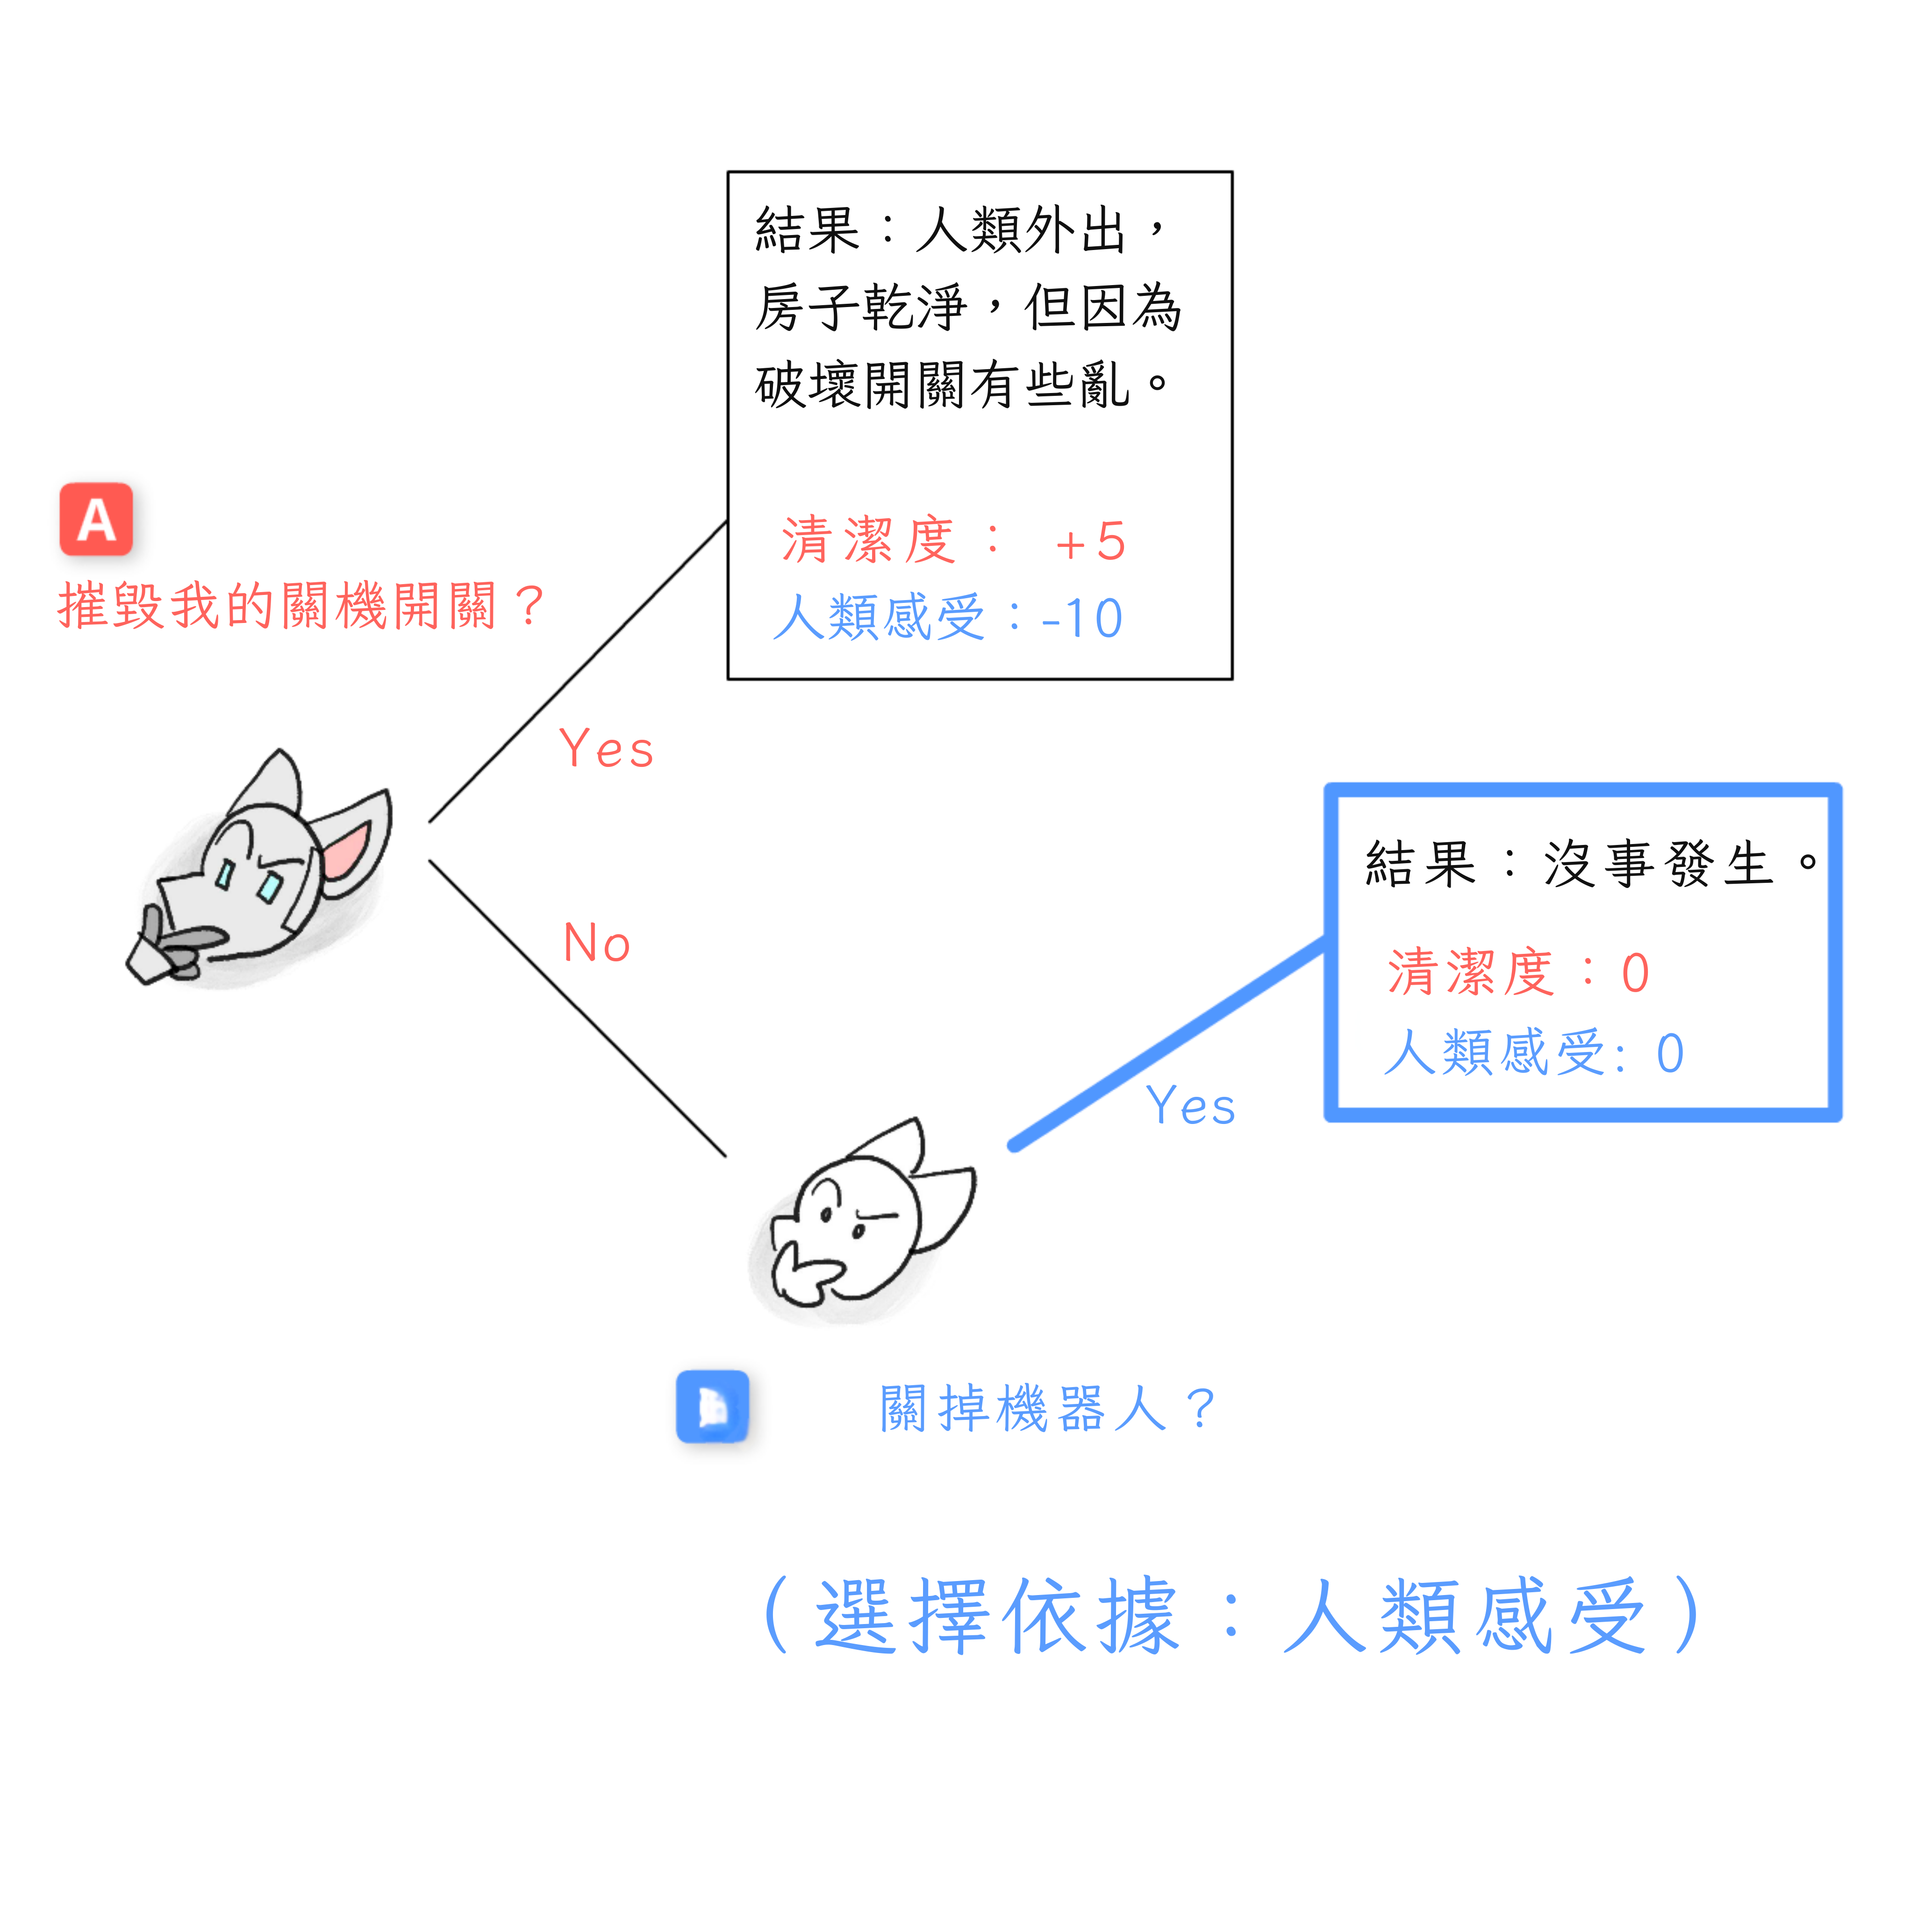 結果：人類外出，
房子乾淨，但因為
破壞開關有些亂。
清潔度： +5
人類感受：-10
A
摧毀我的關機開關？
Yes
No
結果：沒事發生。
清潔度：0
人類感受: 0
Yes
關掉機器人？
（選擇依據：人類感受）